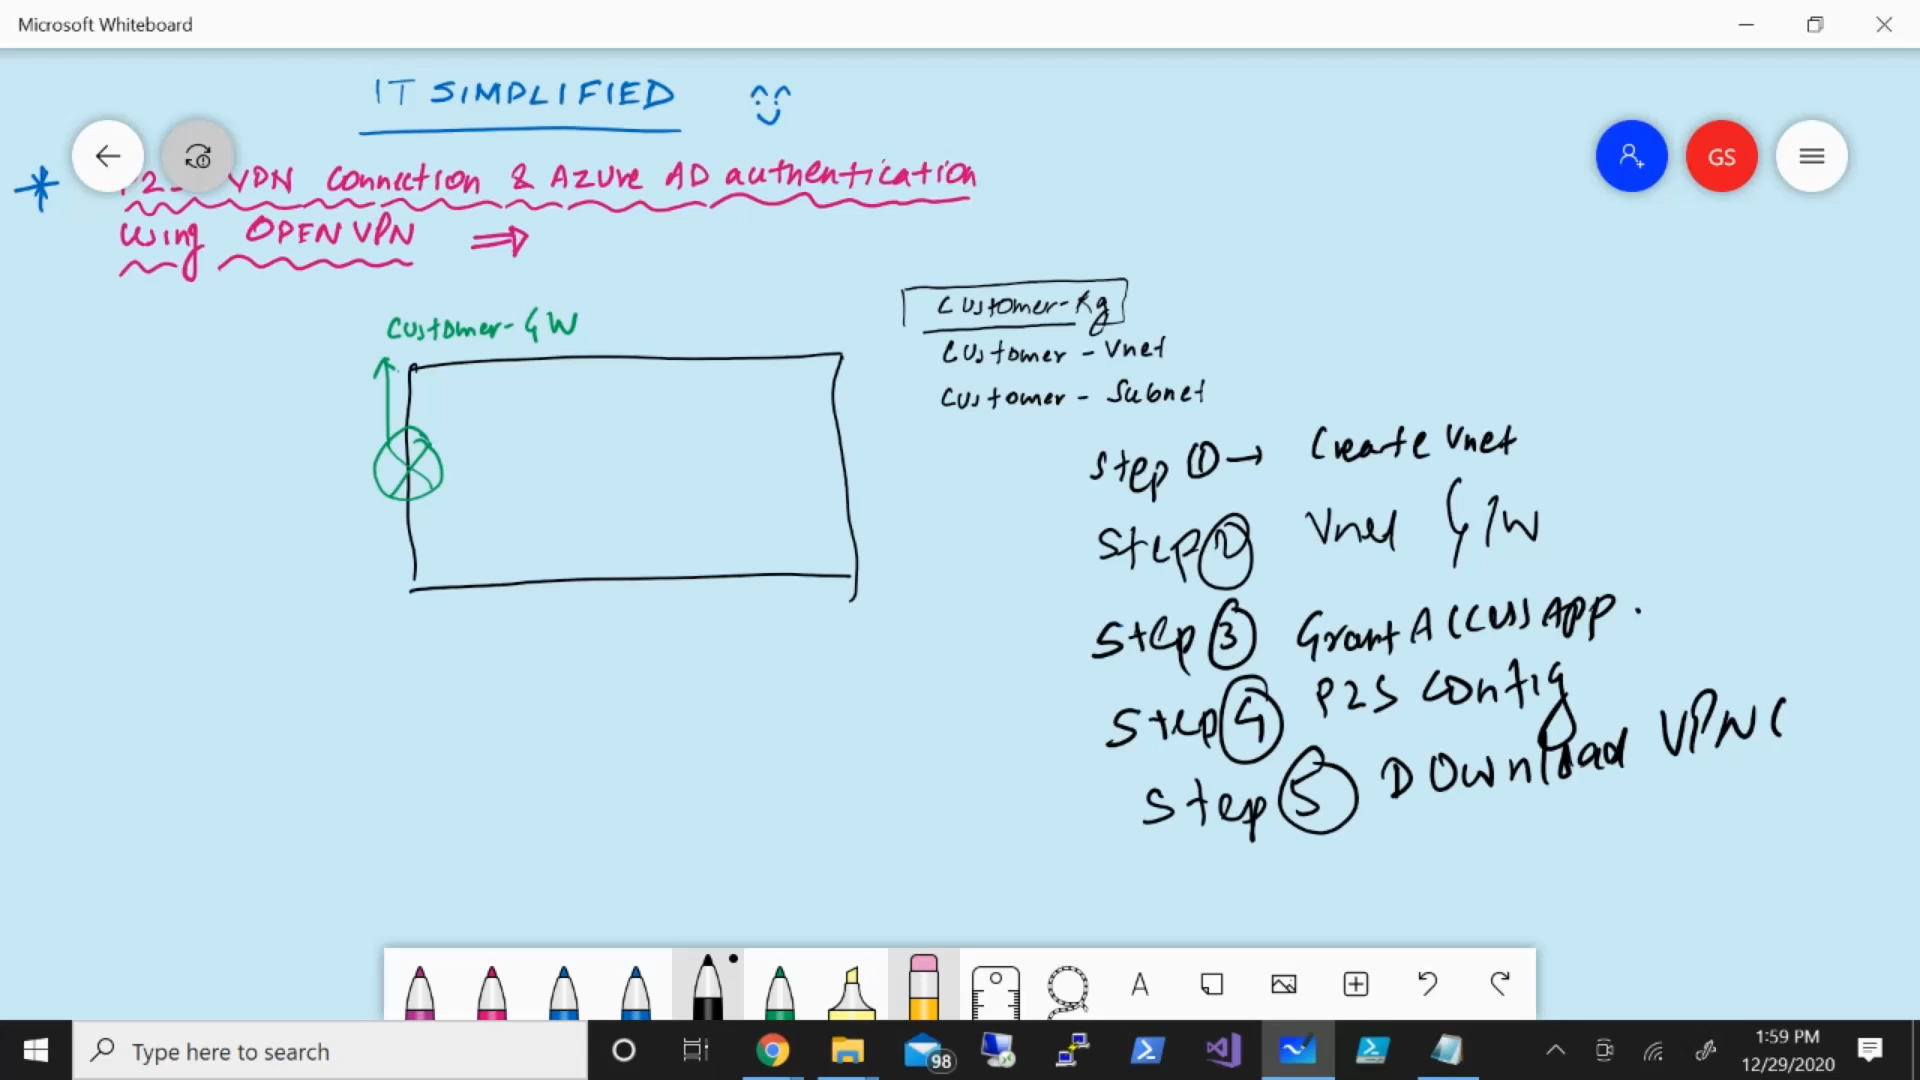 Microsoft Whiteboard
IT SIMPLIFIED
VPN Connection & Azure AD authentication
using OPENVPN ⇒
GS
Customer-GW
Customer-Rg
Customer - Vnet
Customer - Subnet
Step ① → Create Vnet
Step ② Vnet G/W
Step ③ Grant Access App.
Step ④ P2S Config
Step ⑤ Download VPN C
Type here to search
98
1:59 PM
12/29/2020